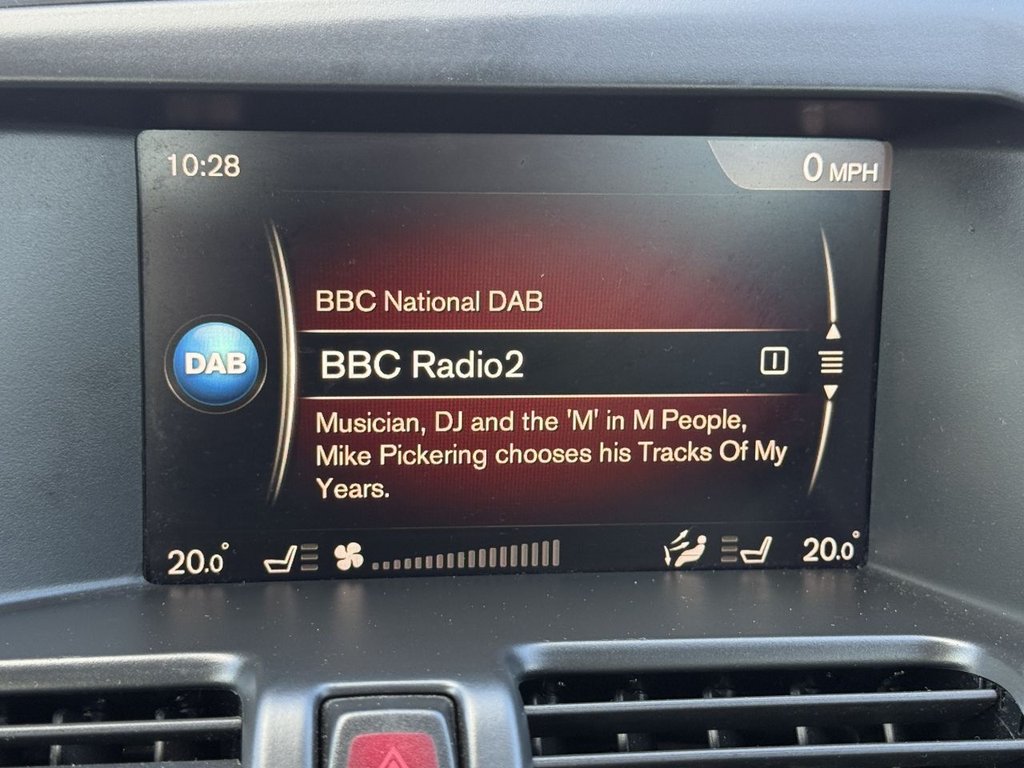 10:28
0 MPH
BBC National DAB
DAB
BBC Radio2
Musician, DJ and the 'M' in M People,
Mike Pickering chooses his Tracks Of My
Years.
20.0° 20.0°